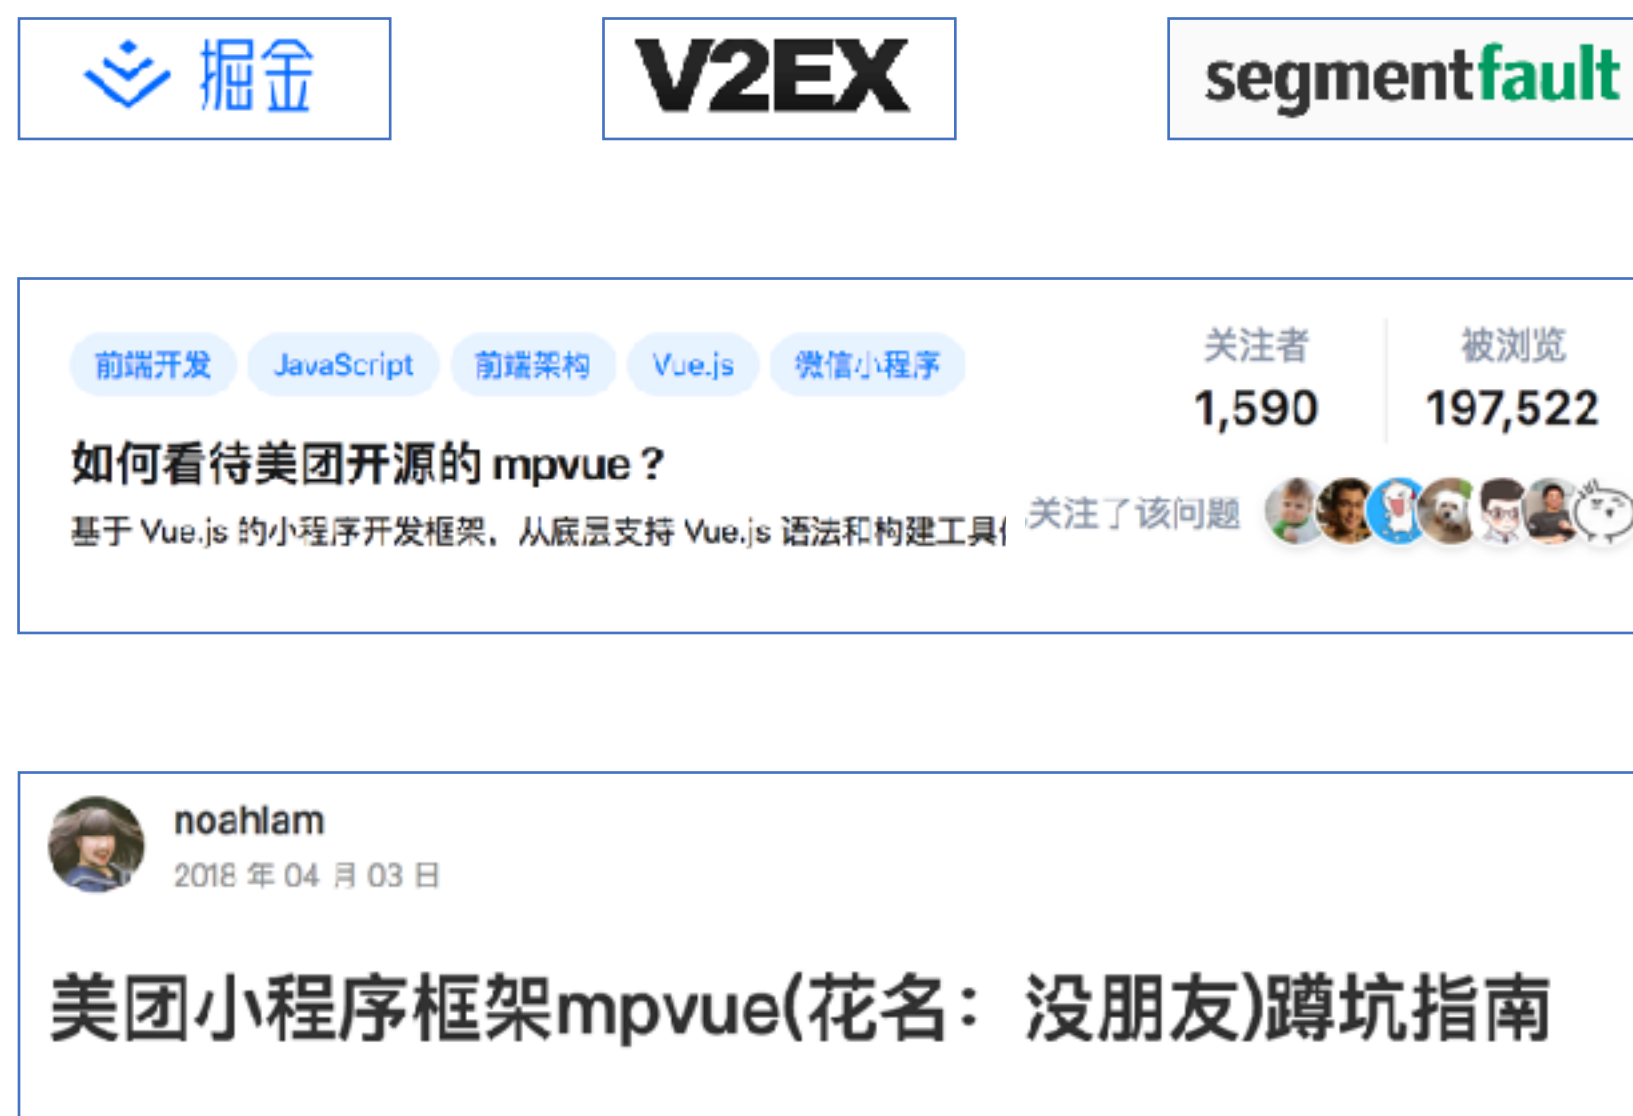 掘金
V2EX
segmentfault
前端开发 JavaScript 前端架构 Vue.js 微信小程序
关注者 被浏览
1,590 197,522
如何看待美团开源的 mpvue？
关注了该问题
基于 Vue.js 的小程序开发框架，从底层支持 Vue.js 语法和构建工具
noahlam
2018 年 04 月 03 日
美团小程序框架mpvue(花名：没朋友)蹲坑指南